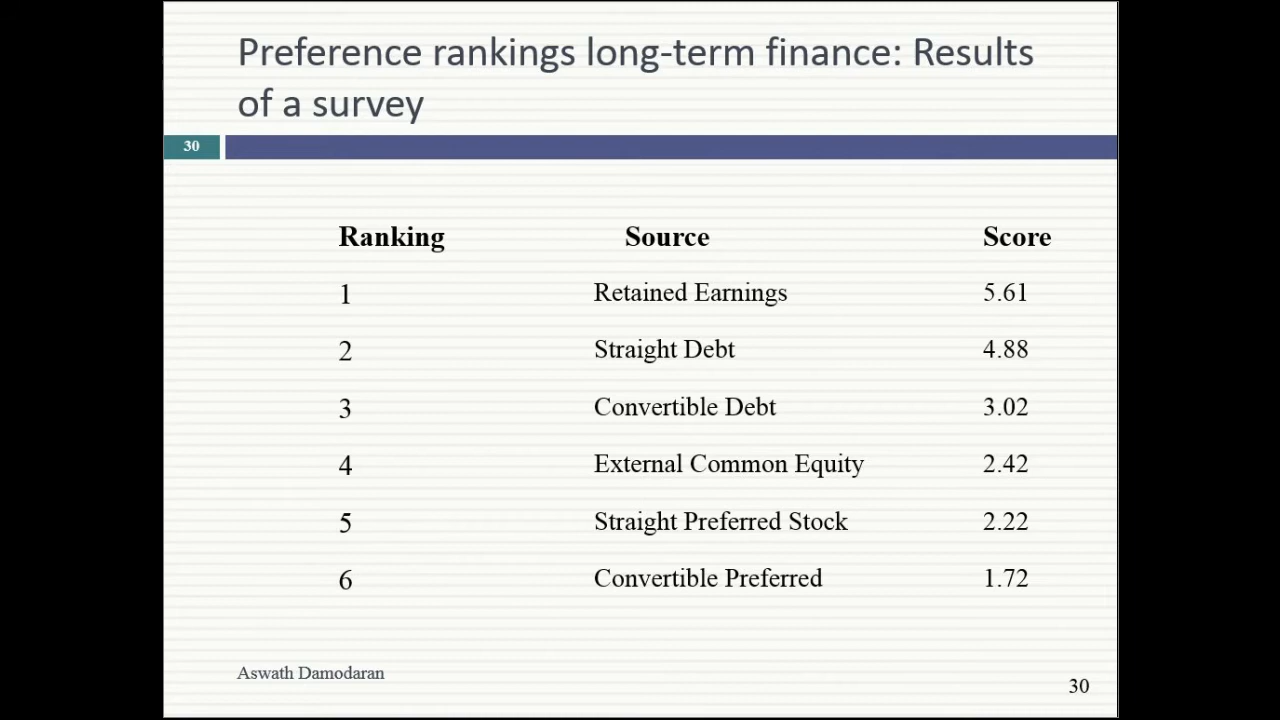 Preference rankings long-term finance: Results
of a survey
30
Ranking Source Score
1 Retained Earnings 5.61
2 Straight Debt 4.88
3 Convertible Debt 3.02
4 External Common Equity 2.42
5 Straight Preferred Stock 2.22
6 Convertible Preferred 1.72
Aswath Damodaran
30